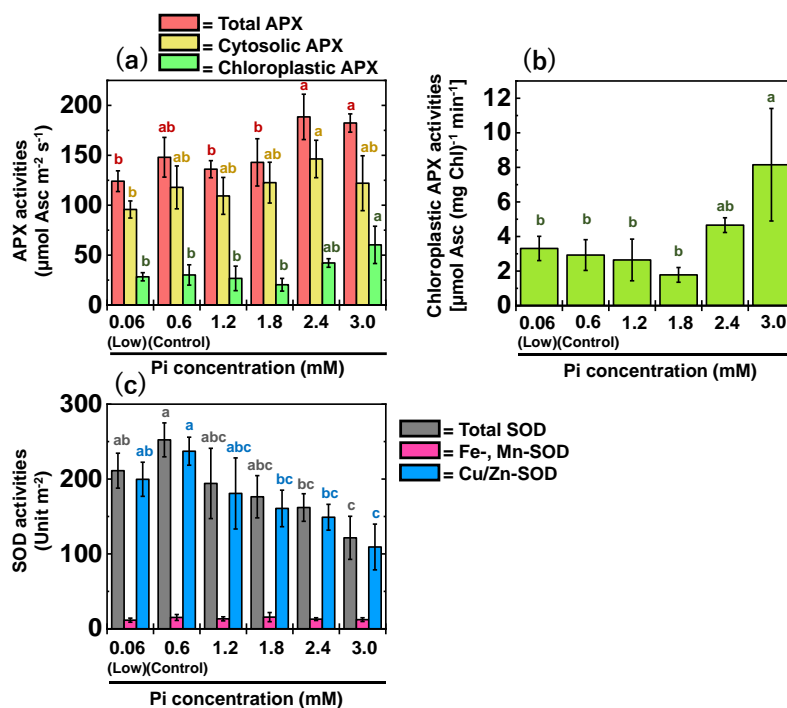 = Total APX
= Cytosolic APX
= Chloroplastic APX
(a)
APX activities
(μmol Asc m⁻² s⁻¹)
200
150
100
50
0
b b b
ab ab b
b ab b
b ab b
a a ab
a ab a
0.06 0.6 1.2 1.8 2.4 3.0
(Low)(Control)
Pi concentration (mM)
(b)
Chloroplastic APX activities
[μmol Asc (mg Chl)⁻¹ min⁻¹]
12
10
8
6
4
2
0
b b b b ab a
0.06 0.6 1.2 1.8 2.4 3.0
(Low)(Control)
Pi concentration (mM)
(c)
SOD activities
(Unit m⁻²)
300
200
100
0
ab ab
a a
abc abc
abc bc
bc bc
c c
0.06 0.6 1.2 1.8 2.4 3.0
(Low)(Control)
Pi concentration (mM)
= Total SOD
= Fe-, Mn-SOD
= Cu/Zn-SOD